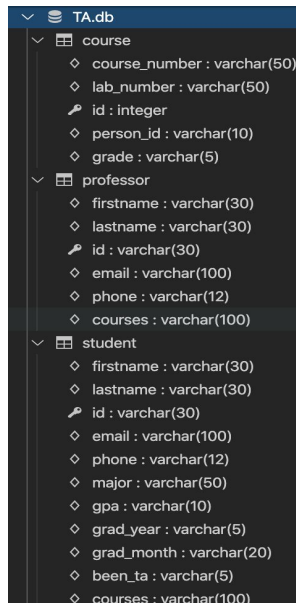 TA.db
course
course_number : varchar(50)
lab_number : varchar(50)
id : integer
person_id : varchar(10)
grade : varchar(5)
professor
firstname : varchar(30)
lastname : varchar(30)
id : varchar(30)
email : varchar(100)
phone : varchar(12)
courses : varchar(100)
student
firstname : varchar(30)
lastname : varchar(30)
id : varchar(30)
email : varchar(100)
phone : varchar(12)
major : varchar(50)
gpa : varchar(10)
grad_year : varchar(5)
grad_month : varchar(20)
been_ta : varchar(5)
courses : varchar(100)